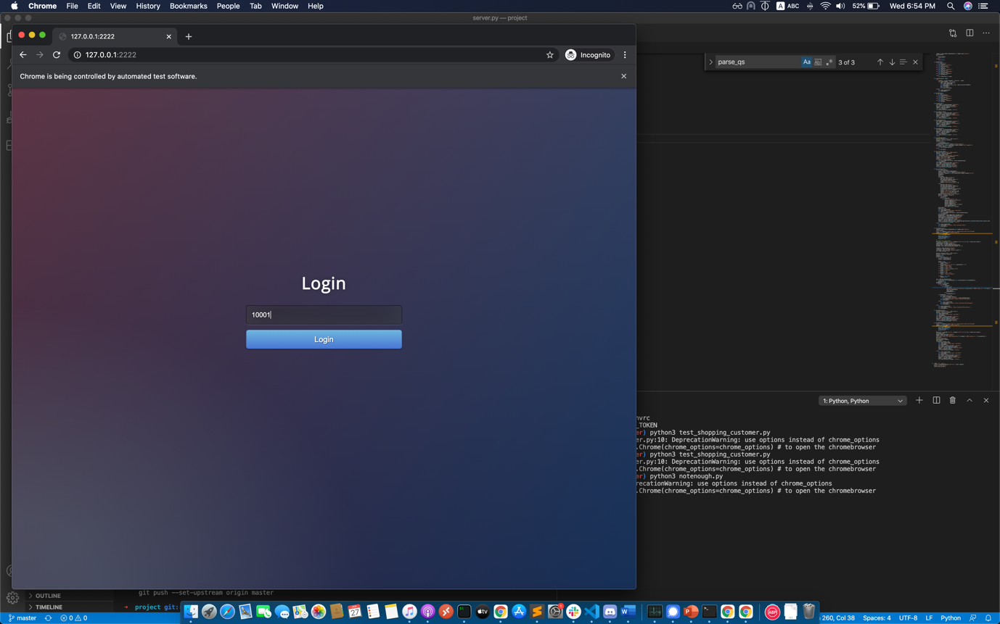 Chrome File Edit View History Bookmarks People Tab Window Help A ABC 52% Wed 6:54 PM
server.py — project
127.0.0.1:2222
127.0.0.1:2222 Incognito
parse_qs Aa Abl 3 of 3
Chrome is being controlled by automated test software.
Login
10001
Login
1: Python, Python
nvrc
_TOKEN
er) python3 test_shopping_customer.py
er.py:10: DeprecationWarning: use options instead of chrome_options
.Chrome(chrome_options=chrome_options) # to open the chromebrowser
er) python3 test_shopping_customer.py
er.py:10: DeprecationWarning: use options instead of chrome_options
.Chrome(chrome_options=chrome_options) # to open the chromebrowser
er) python3 notenough.py
recationWarning: use options instead of chrome_options
.Chrome(chrome_options=chrome_options) # to open the chromebrowser
git push --set-upstream origin master
OUTLINE
TIMELINE
project git:
27
tv
ABP
master 0 0 260, Col 38 Spaces: 4 UTF-8 LF Python